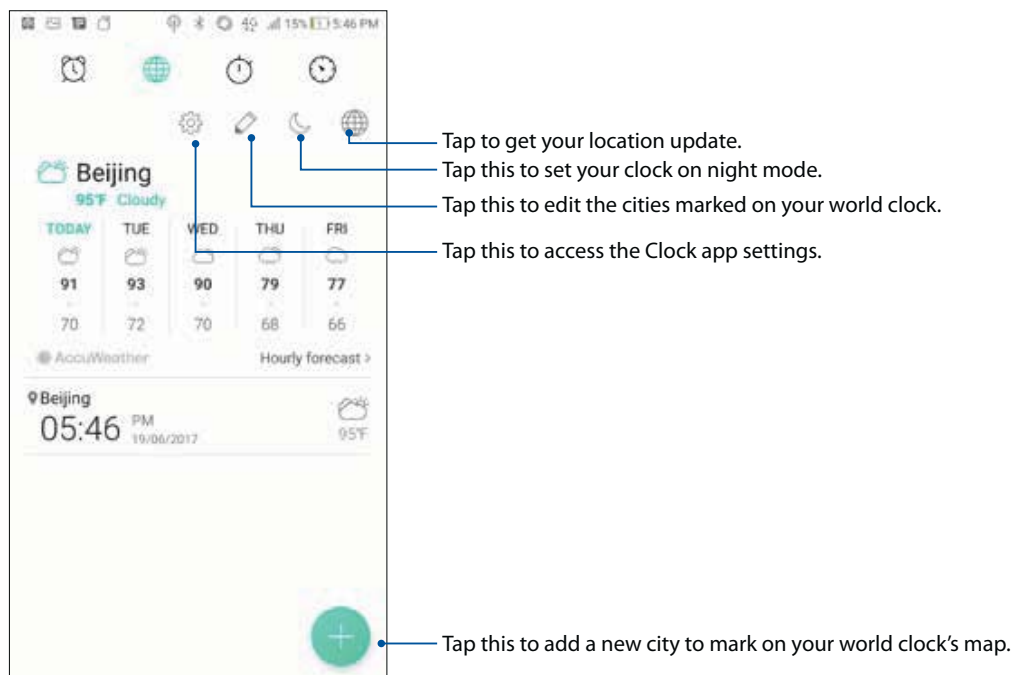 15% 5:46 PM
Tap to get your location update.
Tap this to set your clock on night mode.
Tap this to edit the cities marked on your world clock.
Tap this to access the Clock app settings.
Beijing
95°F Cloudy
TODAY TUE WED THU FRI
91 93 90 79 77
70 72 70 68 66
AccuWeather Hourly forecast >
Beijing
05:46 PM
19/06/2017
95°F
Tap this to add a new city to mark on your world clock's map.